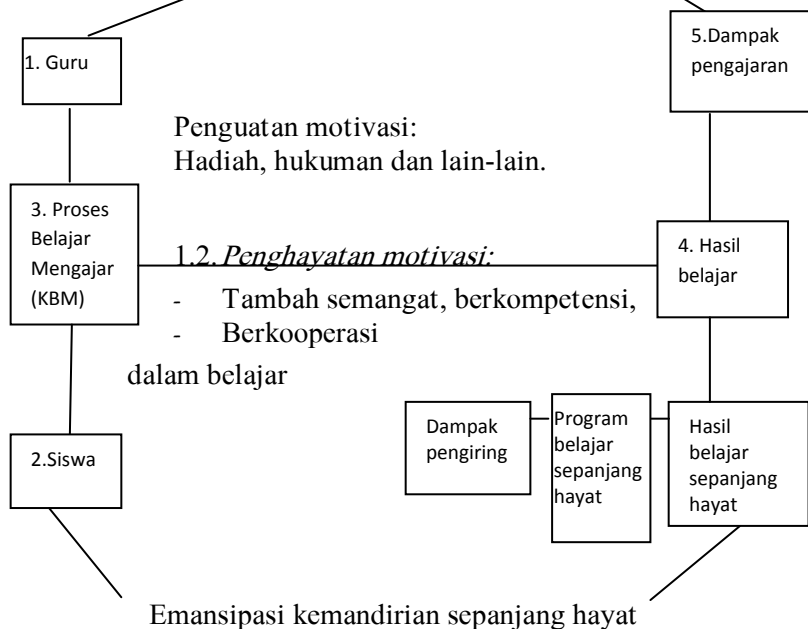 1. Guru
5.Dampak
pengajaran
Penguatan motivasi:
Hadiah, hukuman dan lain-lain.
3. Proses
Belajar
Mengajar
(KBM)
1.2. Penghayatan motivasi:
- Tambah semangat, berkompetensi,
- Berkooperasi
dalam belajar
4. Hasil
belajar
2.Siswa
Dampak
pengiring
Program
belajar
sepanjang
hayat
Hasil
belajar
sepanjang
hayat
Emansipasi kemandirian sepanjang hayat